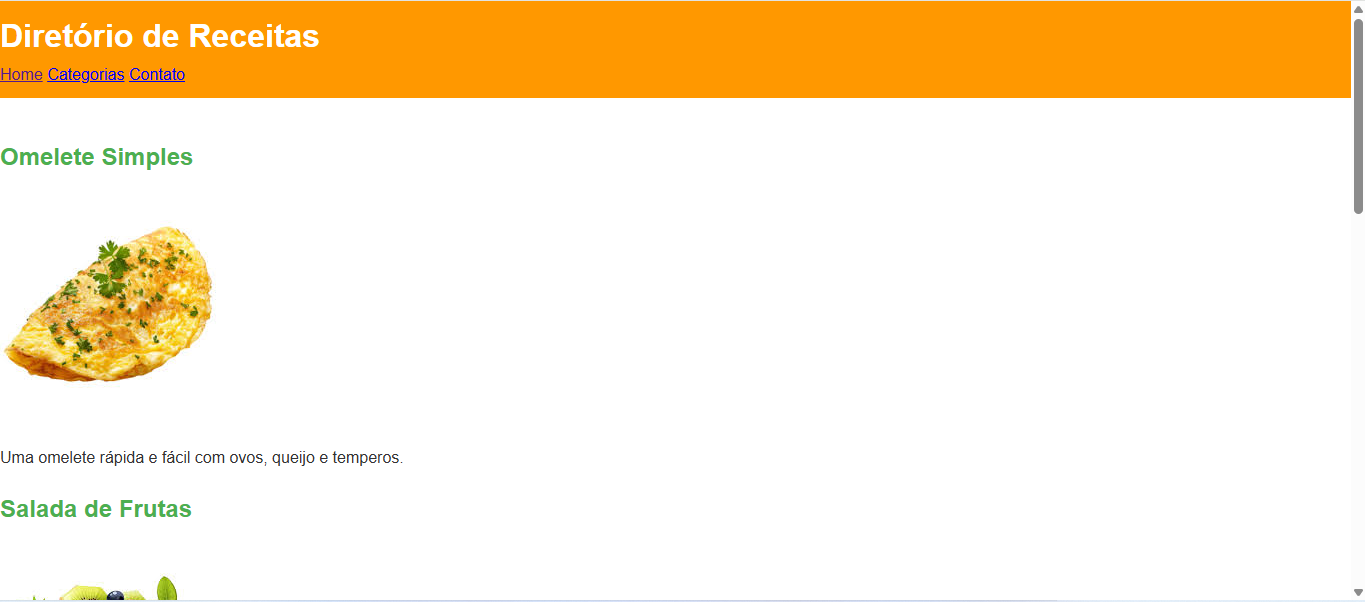 Diretório de Receitas
Home Categorias Contato
Omelete Simples
Uma omelete rápida e fácil com ovos, queijo e temperos.
Salada de Frutas